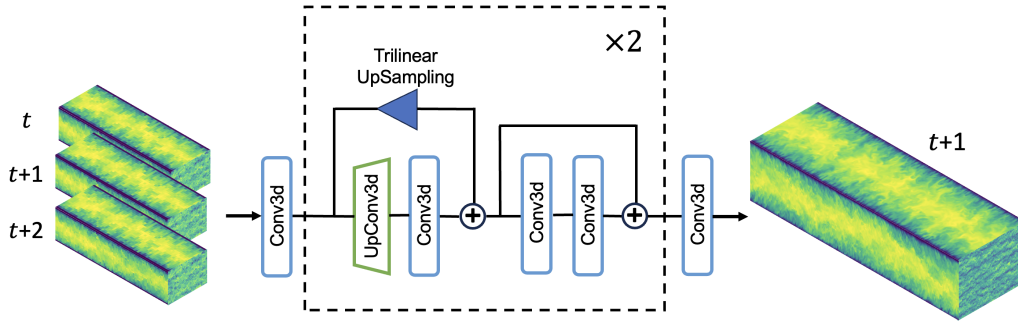 ×2
Trilinear
UpSampling
t
t+1
t+2
Conv3d
UpConv3d
Conv3d
+
Conv3d
Conv3d
+
Conv3d
t+1